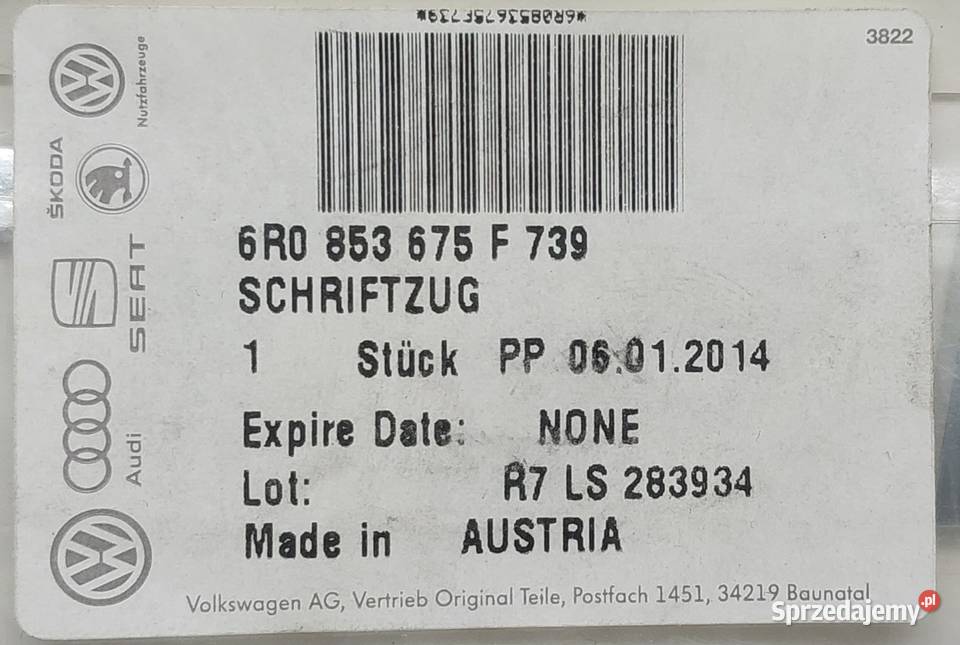 *6R0853675F739*
3822
Nutzfahrzeuge
ŠKODA
SEAT
Audi
6R0 853 675 F 739
SCHRIFTZUG
1 Stück PP 06.01.2014
Expire Date: NONE
Lot: R7 LS 283934
Made in AUSTRIA
Volkswagen AG, Vertrieb Original Teile, Postfach 1451, 34219 Baunatal
Sprzedajemy.pl